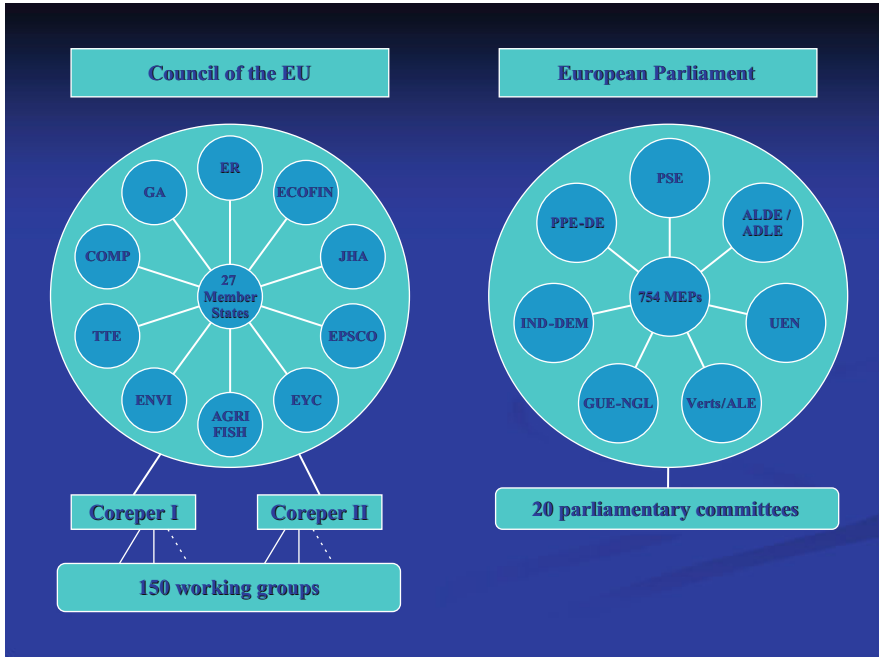 Council of the EU
ER
ECOFIN
JHA
EPSCO
EYC
AGRI
FISH
ENVI
TTE
COMP
GA
27
Member
States
Coreper I
Coreper II
150 working groups
European Parliament
PSE
ALDE /
ADLE
UEN
Verts/ALE
GUE-NGL
IND-DEM
PPE-DE
754 MEPs
20 parliamentary committees